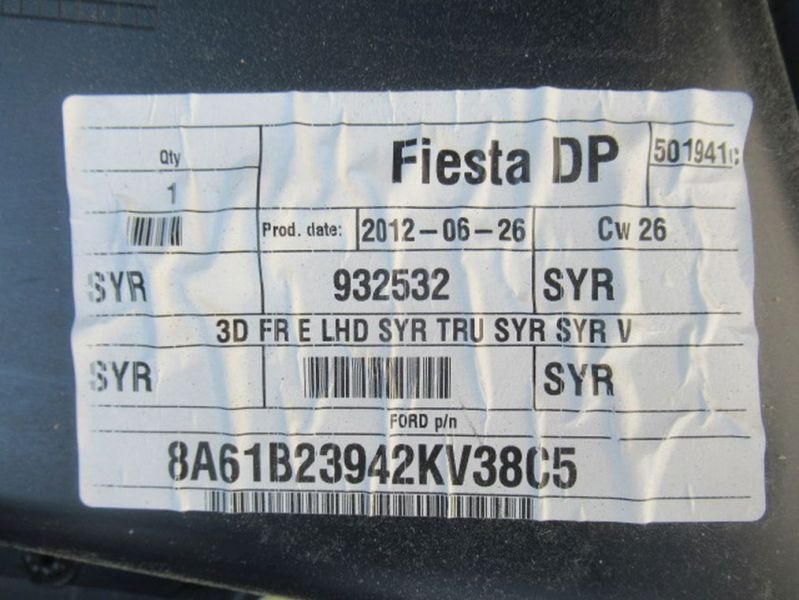 Qty
1
Fiesta DP
501941c
Prod. date:
2012-06-26
Cw 26
SYR
932532
SYR
3D FR E LHD SYR TRU SYR SYR V
SYR
SYR
FORD p/n
8A61B23942KV38C5